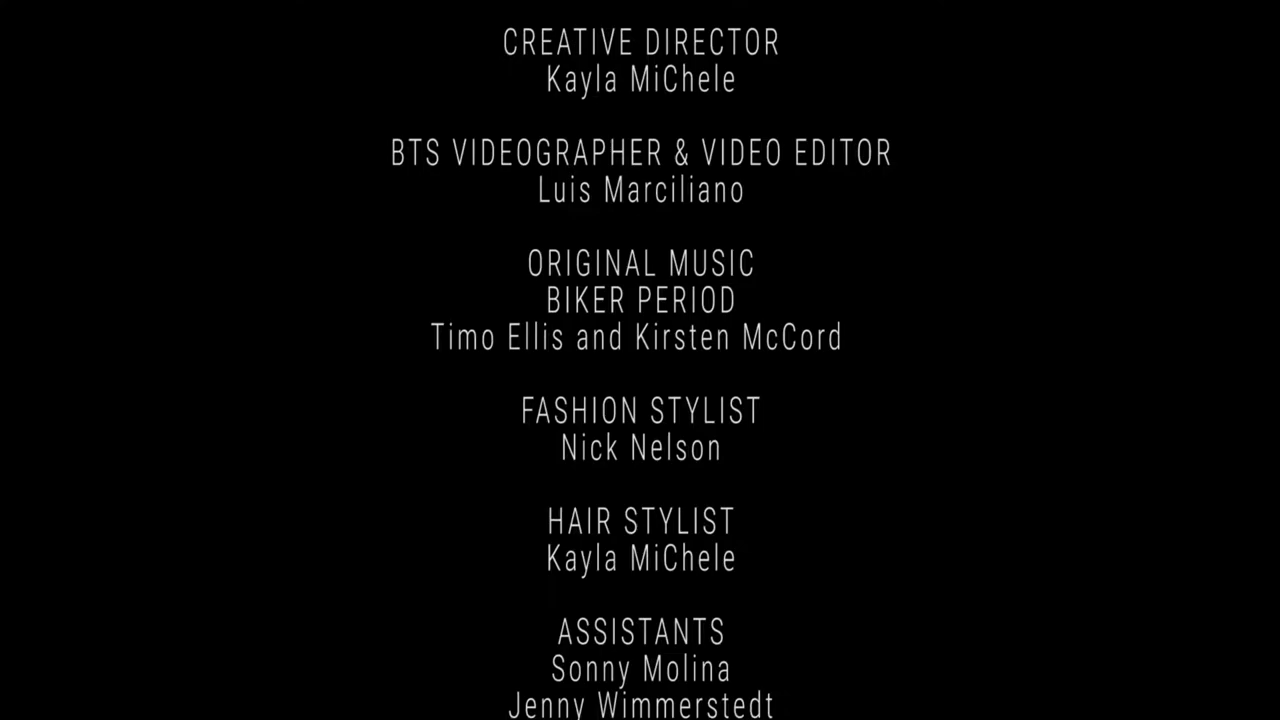 CREATIVE DIRECTOR
Kayla MiChele
BTS VIDEOGRAPHER & VIDEO EDITOR
Luis Marciliano
ORIGINAL MUSIC
BIKER PERIOD
Timo Ellis and Kirsten McCord
FASHION STYLIST
Nick Nelson
HAIR STYLIST
Kayla MiChele
ASSISTANTS
Sonny Molina
Jenny Wimmerstedt